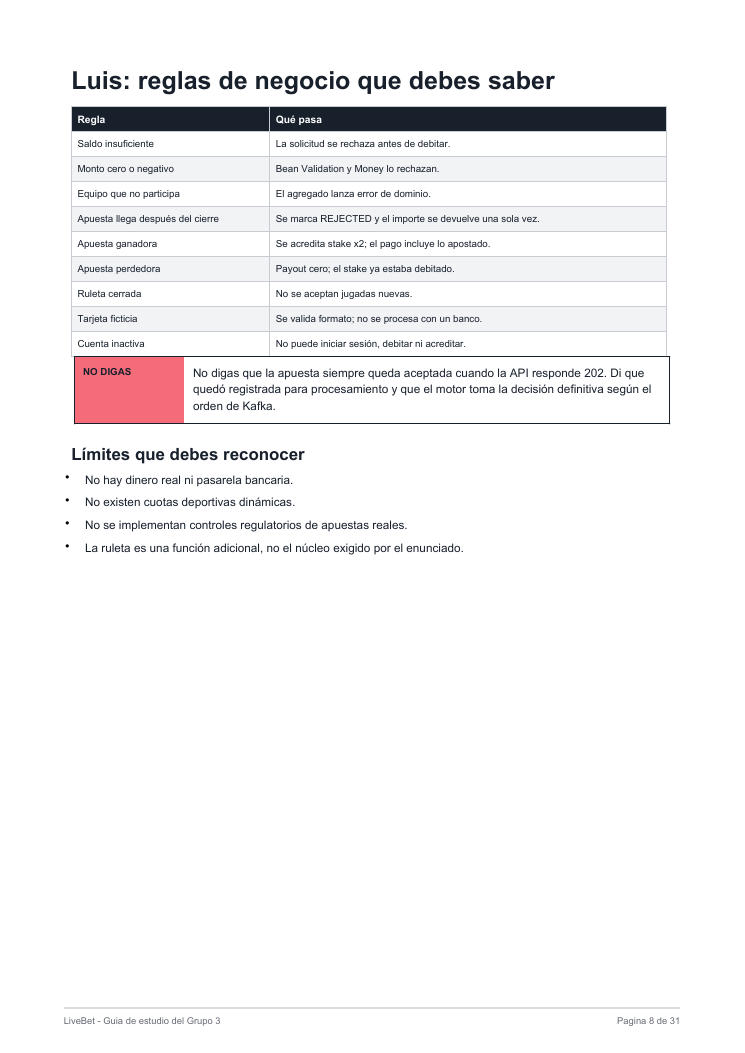 Luis: reglas de negocio que debes saber
Regla Qué pasa
Saldo insuficiente La solicitud se rechaza antes de debitar.
Monto cero o negativo Bean Validation y Money lo rechazan.
Equipo que no participa El agregado lanza error de dominio.
Apuesta llega después del cierre Se marca REJECTED y el importe se devuelve una sola vez.
Apuesta ganadora Se acredita stake x2; el pago incluye lo apostado.
Apuesta perdedora Payout cero; el stake ya estaba debitado.
Ruleta cerrada No se aceptan jugadas nuevas.
Tarjeta ficticia Se valida formato; no se procesa con un banco.
Cuenta inactiva No puede iniciar sesión, debitar ni acreditar.
NO DIGAS No digas que la apuesta siempre queda aceptada cuando la API responde 202. Di que
quedó registrada para procesamiento y que el motor toma la decisión definitiva según el
orden de Kafka.
Límites que debes reconocer
• No hay dinero real ni pasarela bancaria.
• No existen cuotas deportivas dinámicas.
• No se implementan controles regulatorios de apuestas reales.
• La ruleta es una función adicional, no el núcleo exigido por el enunciado.
LiveBet - Guia de estudio del Grupo 3 Pagina 8 de 31